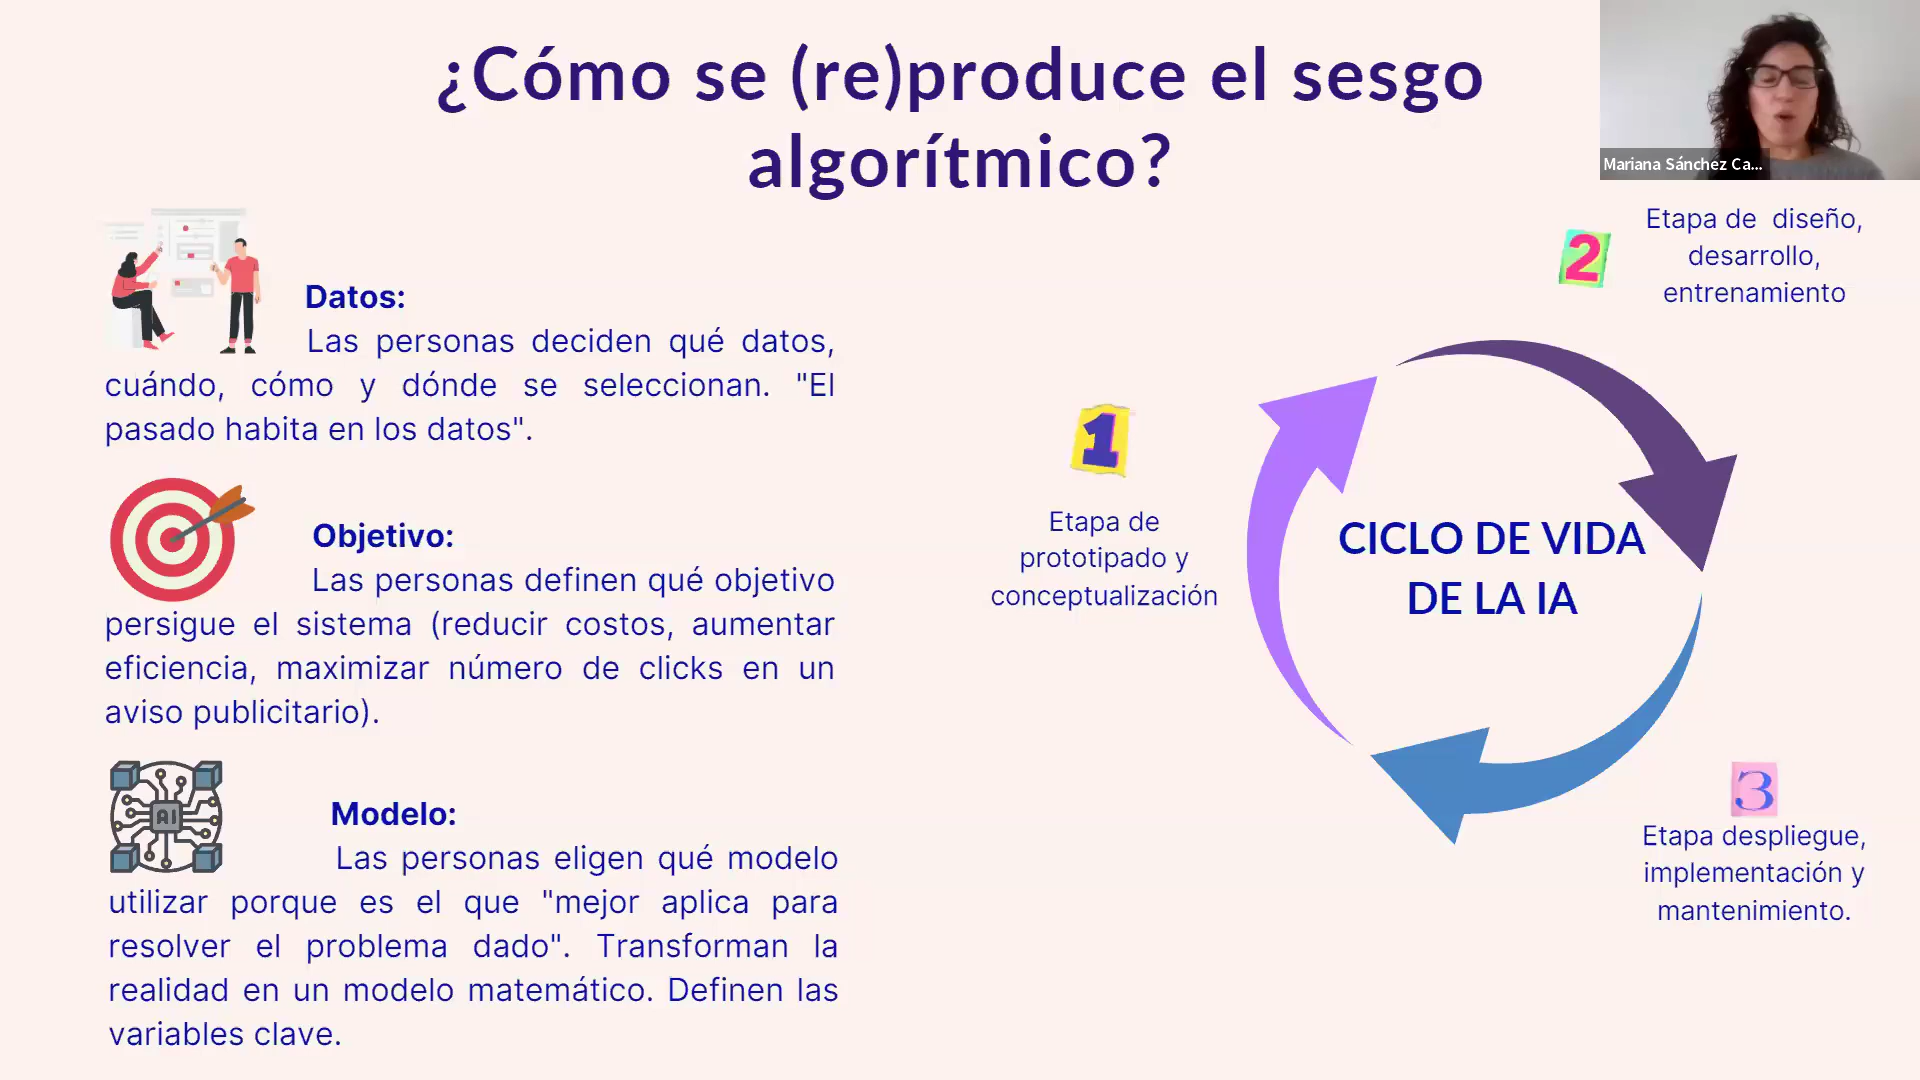 ¿Cómo se (re)produce el sesgo
algorítmico?
Mariana Sánchez Ca...
Datos:
Las personas deciden qué datos,
cuándo, cómo y dónde se seleccionan. "El
pasado habita en los datos".
Objetivo:
Las personas definen qué objetivo
persigue el sistema (reducir costos, aumentar
eficiencia, maximizar número de clicks en un
aviso publicitario).
AI
Modelo:
Las personas eligen qué modelo
utilizar porque es el que "mejor aplica para
resolver el problema dado". Transforman la
realidad en un modelo matemático. Definen las
variables clave.
1
Etapa de
prototipado y
conceptualización
2
Etapa de diseño,
desarrollo,
entrenamiento
CICLO DE VIDA
DE LA IA
3
Etapa despliegue,
implementación y
mantenimiento.